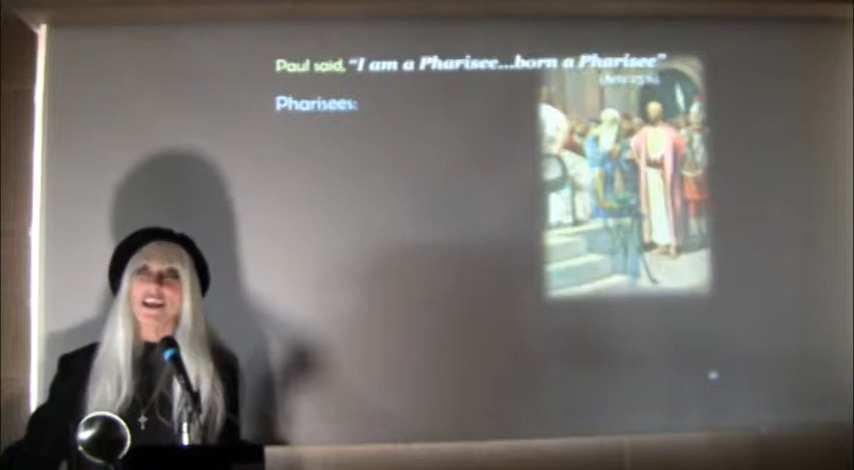 Paul said, “I am a Pharisee...born a Pharisee”
Pharisees: